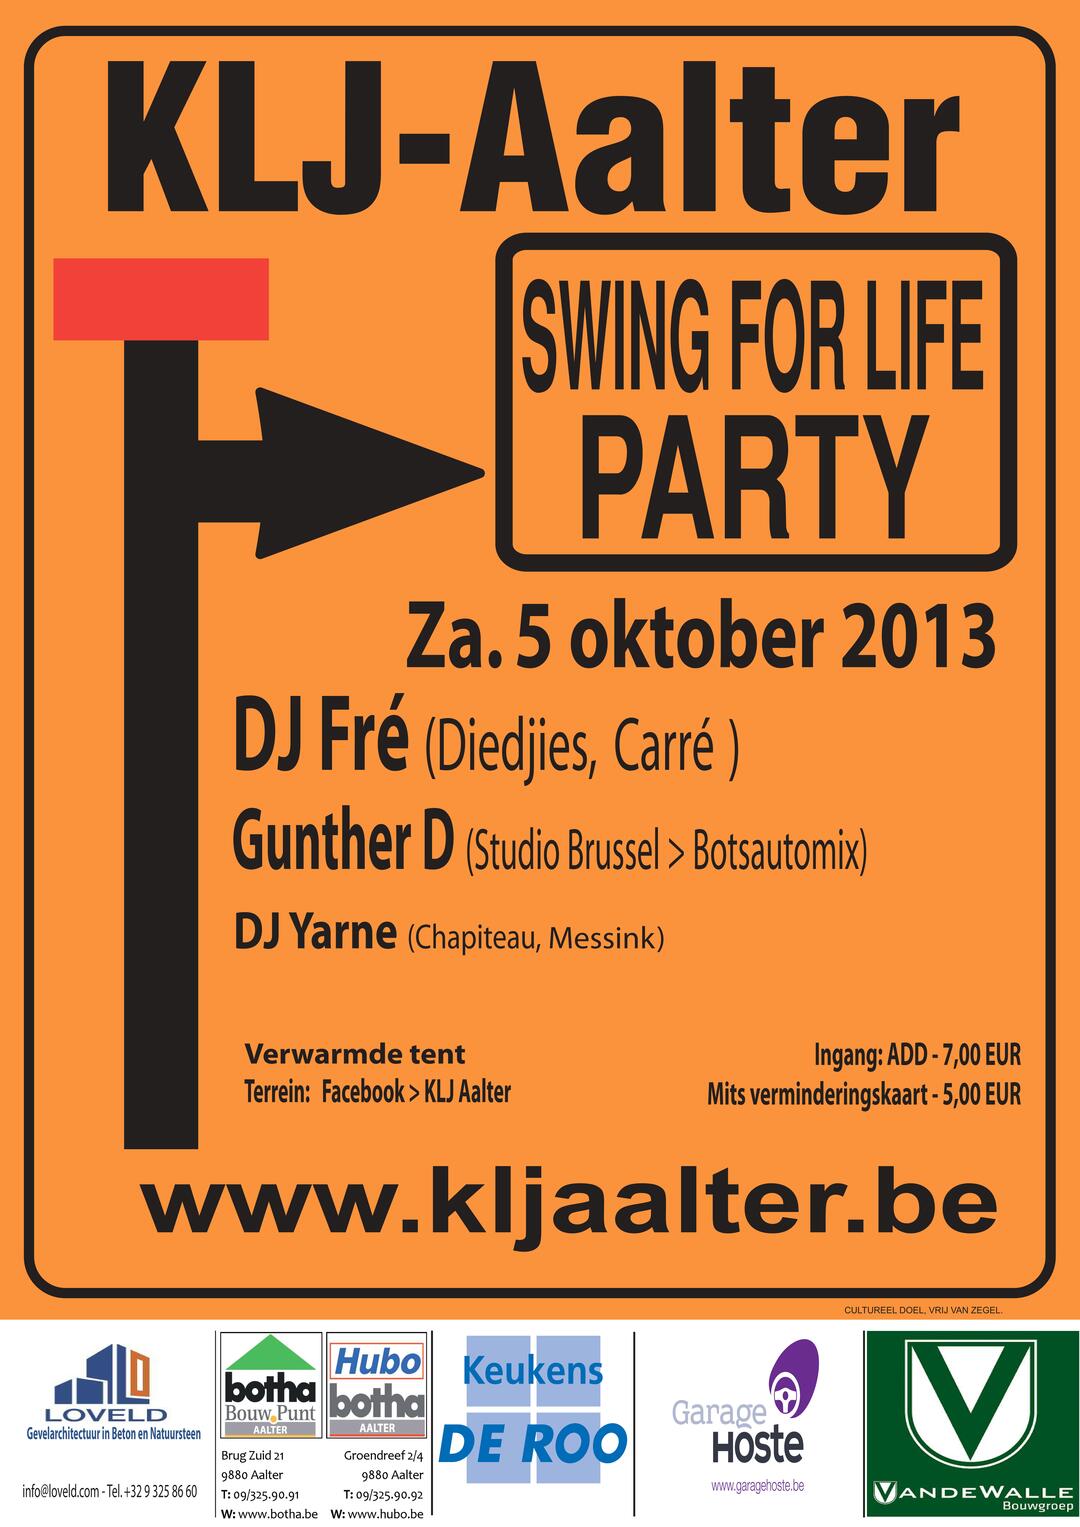 KLJ-Aalter
SWING FOR LIFE
PARTY
Za. 5 oktober 2013
DJ Fré (Diedjies, Carré )
Gunther D (Studio Brussel > Botsautomix)
DJ Yarne (Chapiteau, Messink)
Verwarmde tent
Terrein: Facebook > KLJ Aalter
Ingang: ADD - 7,00 EUR
Mits verminderingskaart - 5,00 EUR
www.kljaalter.be
CULTUREEL DOEL, VRIJ VAN ZEGEL.
LOVELD
Gevelarchitectuur in Beton en Natuursteen
info@loveld.com - Tel. +32 9 325 86 60
botha
Bouw.Punt
AALTER
Brug Zuid 21
9880 Aalter
T: 09/325.90.91
W: www.botha.be
Hubo
botha
AALTER
Groendreef 2/4
9880 Aalter
T: 09/325.90.92
W: www.hubo.be
Keukens
DE ROO
Garage
Hoste
www.garagehoste.be
VANDEWALLE
Bouwgroep